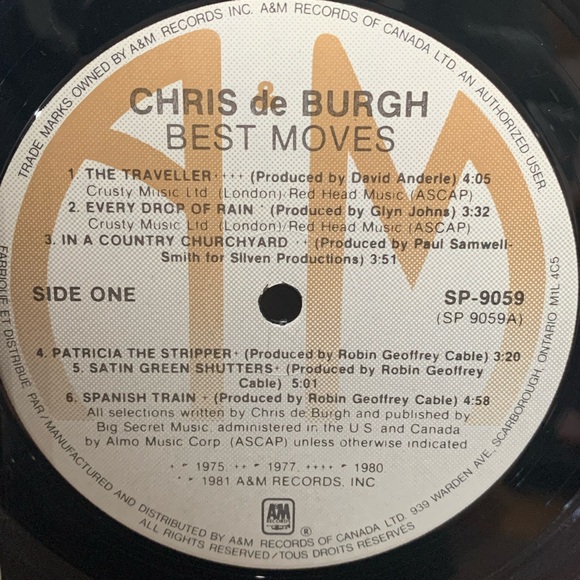 TRADE MARKS OWNED BY A&M RECORDS INC. A&M RECORDS OF CANADA LTD. AN AUTHORIZED USER
CHRIS de BURGH
BEST MOVES
1. THE TRAVELLER ···· (Produced by David Anderle) 4:05
Crusty Music Ltd. (London)/Red Head Music (ASCAP)
2. EVERY DROP OF RAIN · (Produced by Glyn Johns) 3:32
Crusty Music Ltd. (London)/Red Head Music (ASCAP)
3. IN A COUNTRY CHURCHYARD ·· (Produced by Paul Samwell-
Smith for Silven Productions) 3:51
SIDE ONE
SP-9059
(SP 9059A)
4. PATRICIA THE STRIPPER· (Produced by Robin Geoffrey Cable) 3:20
5. SATIN GREEN SHUTTERS· (Produced by Robin Geoffrey
Cable) 5:01
6. SPANISH TRAIN · (Produced by Robin Geoffrey Cable) 4:58
All selections written by Chris de Burgh and published by
Big Secret Music, administered in the U S and Canada
by Almo Music Corp. (ASCAP) unless otherwise indicated
· ℗ 1975, ·· ℗ 1977, ···· ℗ 1980
· ℗ 1981 A&M RECORDS, INC
A&M
RECORDS
®
FABRIQUE ET DISTRIBUE PAR / MANUFACTURED AND DISTRIBUTED BY A&M RECORDS OF CANADA LTD. 939 WARDEN AVE, SCARBOROUGH, ONTARIO M1L 4C5
ALL RIGHTS RESERVED/TOUS DROITS RÉSERVÉS